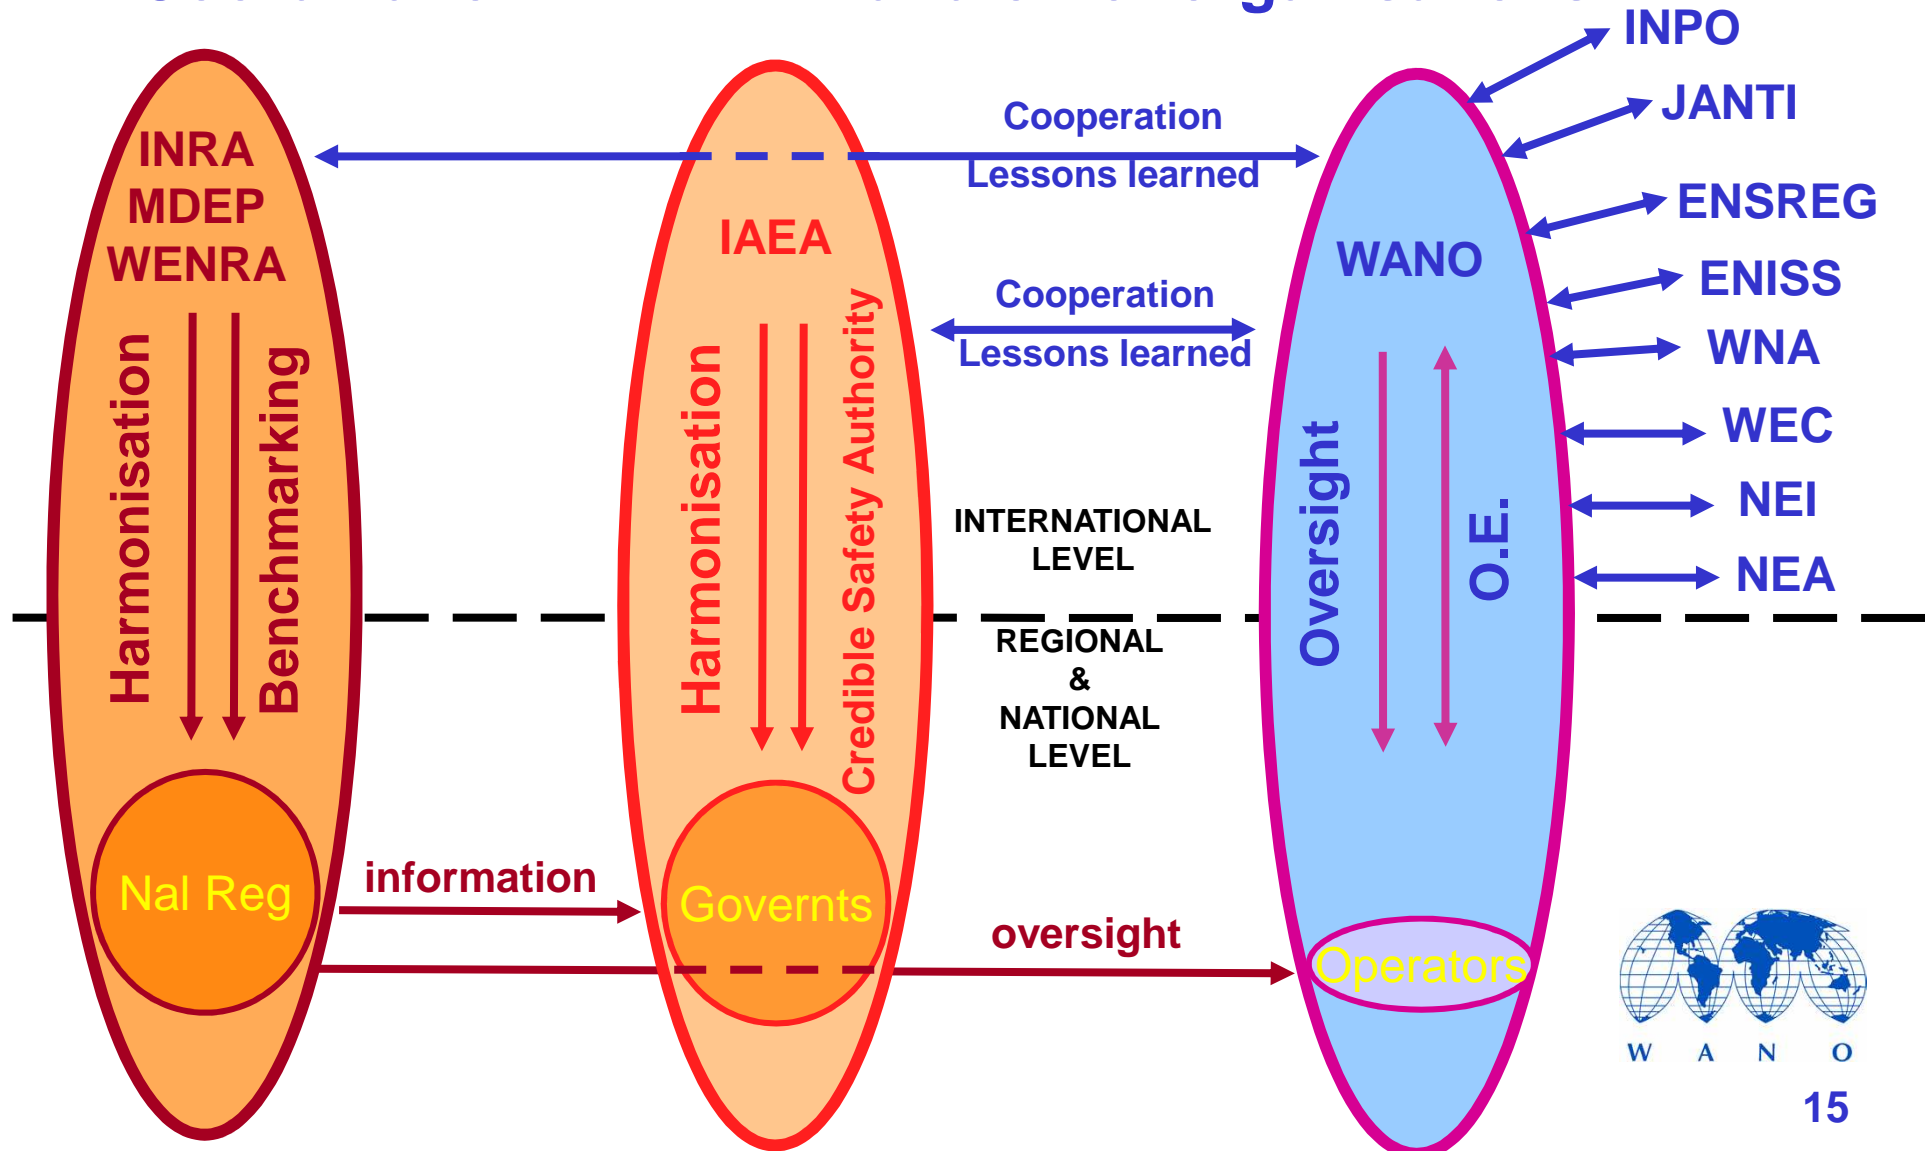 INPO
JANTI
ENSREG
ENISS
WNA
WEC
NEI
NEA
INRA
MDEP
WENRA
Harmonisation
Benchmarking
Nal Reg
Cooperation
Lessons learned
IAEA
Harmonisation
Credible Safety Authority
Cooperation
Lessons learned
INTERNATIONAL
LEVEL
REGIONAL
&
NATIONAL
LEVEL
Governts
information
oversight
WANO
Oversight
O.E.
Operators
W A N O
15